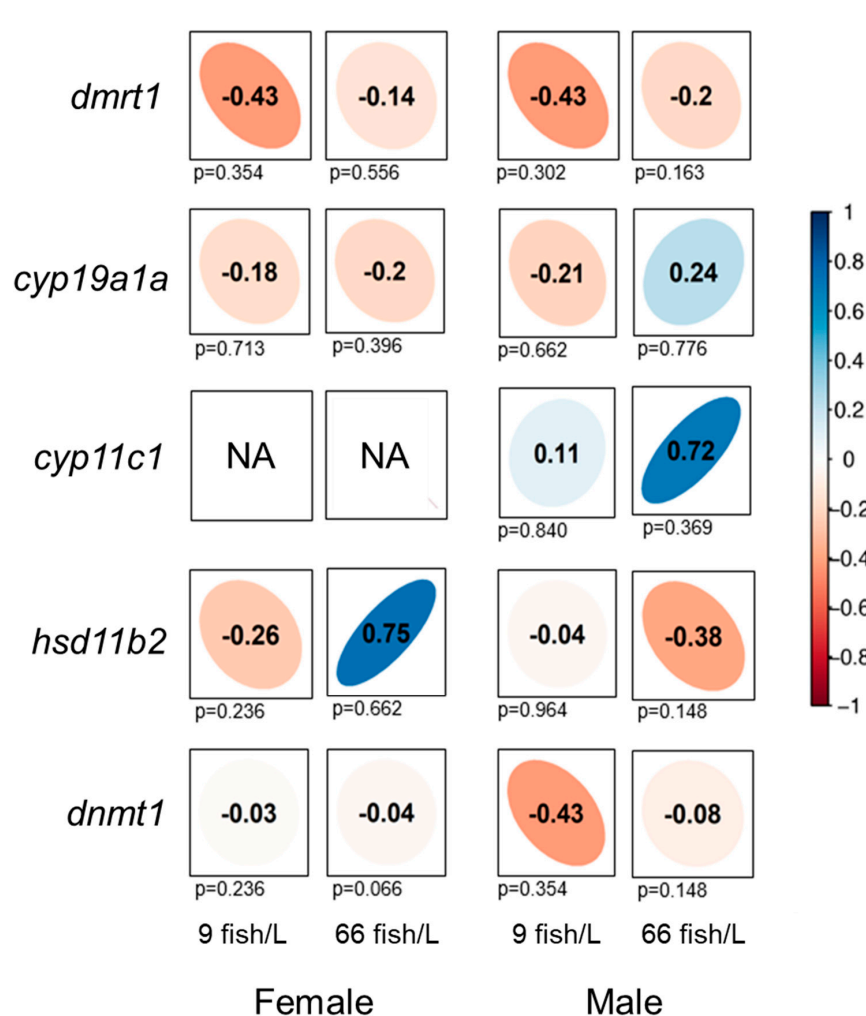 dmrt1 -0.43 -0.14 -0.43 -0.2
p=0.354 p=0.556 p=0.302 p=0.163
cyp19a1a -0.18 -0.2 -0.21 0.24
p=0.713 p=0.396 p=0.662 p=0.776
cyp11c1 NA NA 0.11 0.72
p=0.840 p=0.369
hsd11b2 -0.26 0.75 -0.04 -0.38
p=0.236 p=0.662 p=0.964 p=0.148
dnmt1 -0.03 -0.04 -0.43 -0.08
p=0.236 p=0.066 p=0.354 p=0.148
9 fish/L 66 fish/L 9 fish/L 66 fish/L
Female Male
1
0.8
0.6
0.4
0.2
0
-0.2
-0.4
-0.6
-0.8
-1